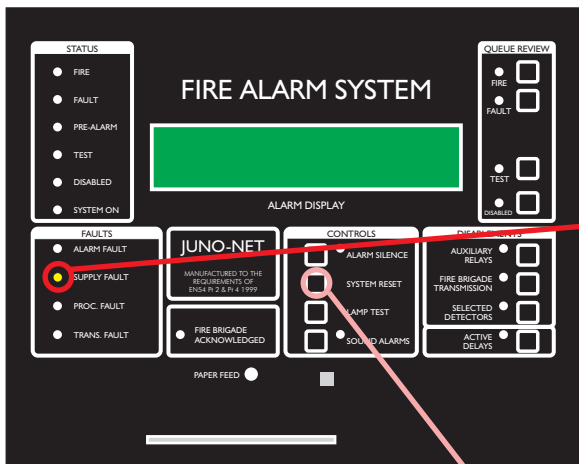 STATUS
FIRE
FAULT
PRE-ALARM
TEST
DISABLED
SYSTEM ON
FIRE ALARM SYSTEM
ALARM DISPLAY
QUEUE REVIEW
FIRE
FAULT
TEST
DISABLED
FAULTS
ALARM FAULT
SUPPLY FAULT
PROC. FAULT
TRANS. FAULT
JUNO-NET
MANUFACTURED TO THE
REQUIREMENTS OF
EN54 Pt 2 & Pt 4 1999
FIRE BRIGADE
ACKNOWLEDGED
CONTROLS
ALARM SILENCE
SYSTEM RESET
LAMP TEST
SOUND ALARMS
DISABLEMENTS
AUXILIARY
RELAYS
FIRE BRIGADE
TRANSMISSION
SELECTED
DETECTORS
ACTIVE
DELAYS
PAPER FEED